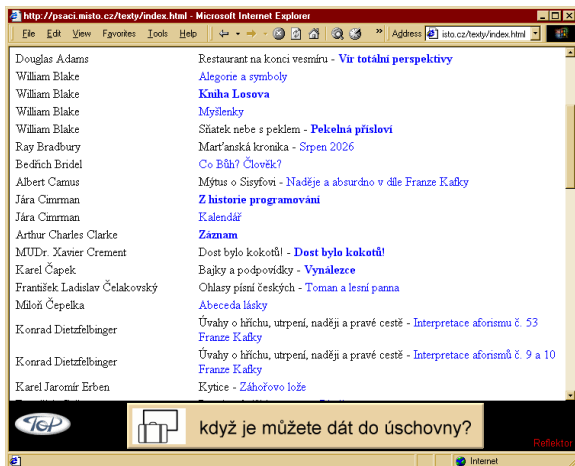 http://psaci.misto.cz/texty/index.html - Microsoft Internet Explorer
File Edit View Favorites Tools Help » Address isto.cz/texty/index.html
Douglas Adams Restaurant na konci vesmíru - Vír totální perspektivy
William Blake Alegorie a symboly
William Blake Kniha Losova
William Blake Myšlenky
William Blake Sňatek nebe s peklem - Pekelná přísloví
Ray Bradbury Marťanská kronika - Srpen 2026
Bedřich Bridel Co Bůh? Člověk?
Albert Camus Mýtus o Sisyfovi - Naděje a absurdno v díle Franze Kafky
Jára Cimrman Z historie programování
Jára Cimrman Kalendář
Arthur Charles Clarke Záznam
MUDr. Xavier Crement Dost bylo kokotů! - Dost bylo kokotů!
Karel Čapek Bajky a podpovídky - Vynálezce
František Ladislav Čelakovský Ohlasy písní českých - Toman a lesní panna
Miloň Čepelka Abeceda lásky
Konrad Dietzfelbinger Úvahy o hříchu, utrpení, naději a pravé cestě - Interpretace aforismu č. 53
Franze Kafky
Konrad Dietzfelbinger Úvahy o hříchu, utrpení, naději a pravé cestě - Interpretace aforismů č. 9 a 10
Franze Kafky
Karel Jaromír Erben Kytice - Záhořovo lože
TGP když je můžete dát do úschovny?
Reflektor
Internet